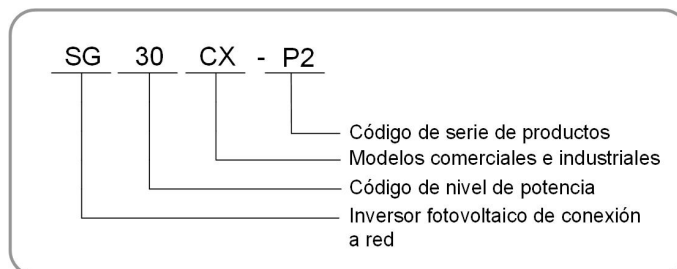 SG 30 CX - P2
Código de serie de productos
Modelos comerciales e industriales
Código de nivel de potencia
Inversor fotovoltaico de conexión
a red